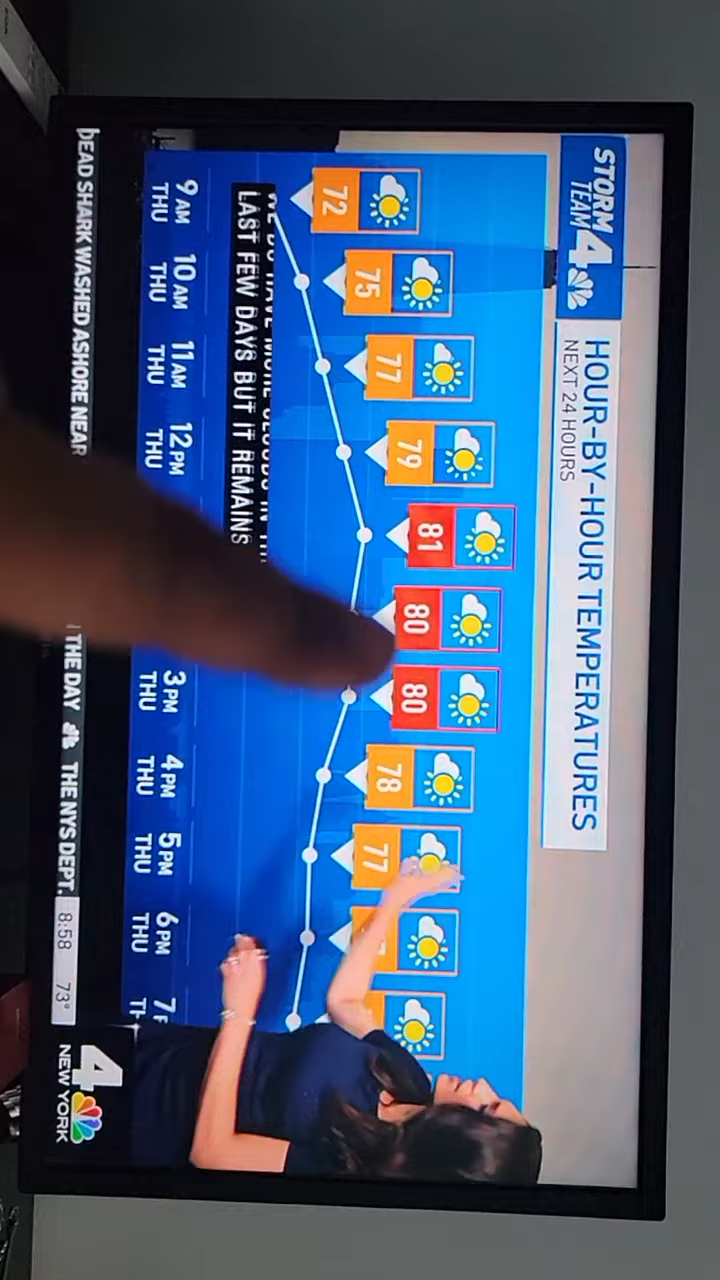 STORM
TEAM 4
HOUR-BY-HOUR TEMPERATURES
NEXT 24 HOURS
72 75 77 79 81 80 80 78 77
LAST FEW DAYS BUT IT REMAINS
9 AM 10 AM 11 AM 12 PM 3 PM 4 PM 5 PM 6 PM
THU THU THU THU THU THU THU THU
DEAD SHARK WASHED ASHORE NEAR
THE DAY THE NYS DEPT.
8:58 73°
4
NEW YORK